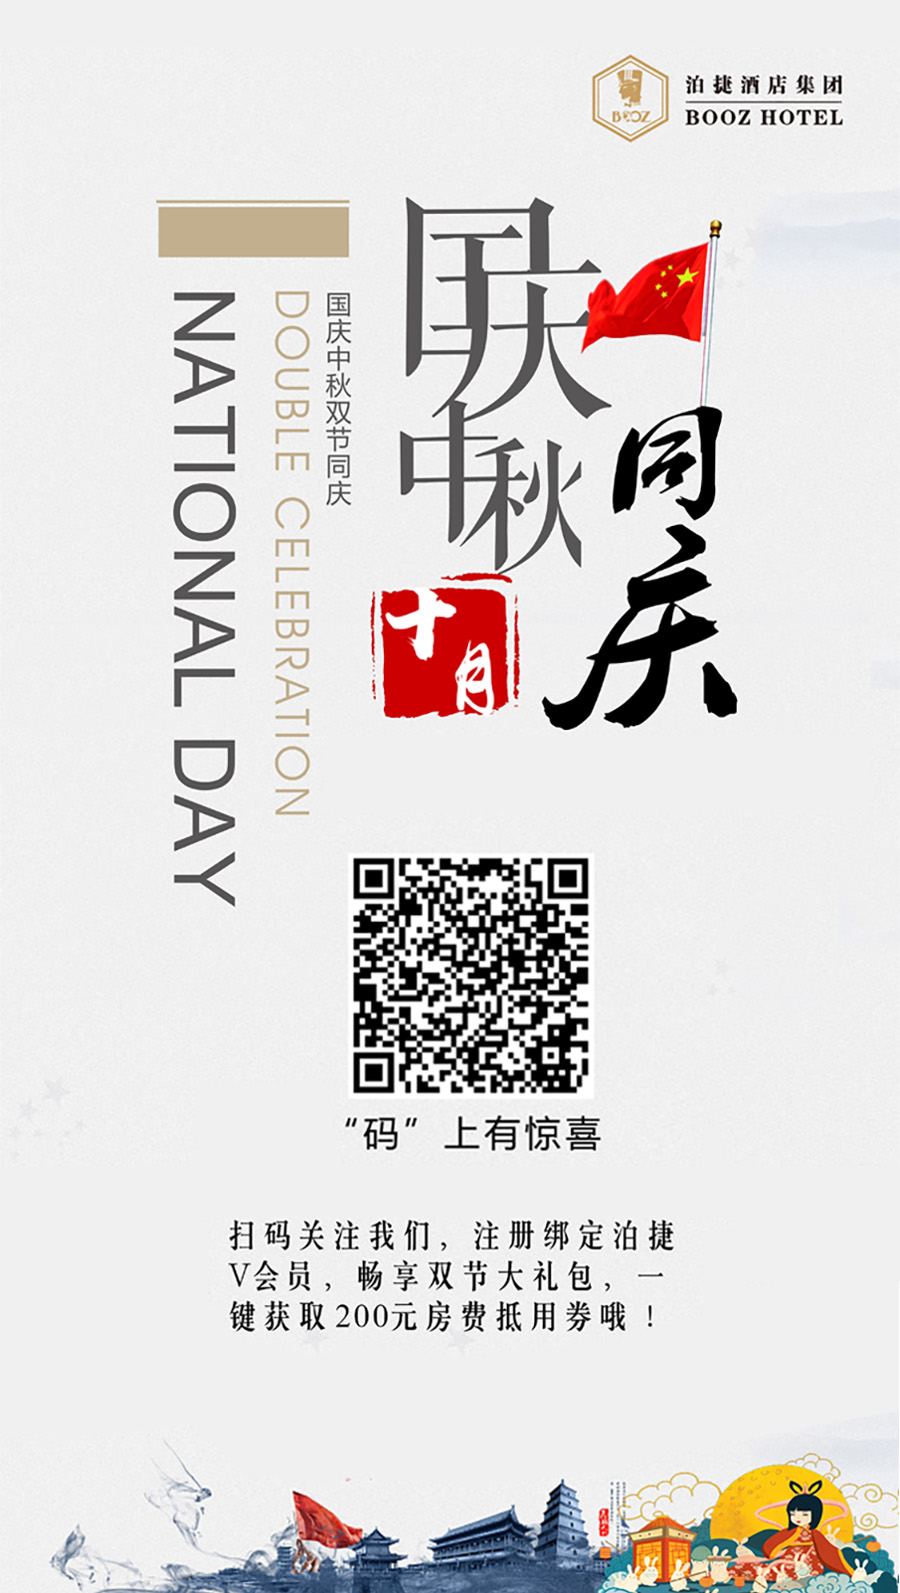 BOOZ
泊捷酒店集团
BOOZ HOTEL
国庆
中秋
同庆
十月
国庆中秋双节同庆
DOUBLE CELEBRATION
NATIONAL DAY
“码”上有惊喜
扫码关注我们，注册绑定泊捷
V会员，畅享双节大礼包，一
键获取200元房费抵用券哦！